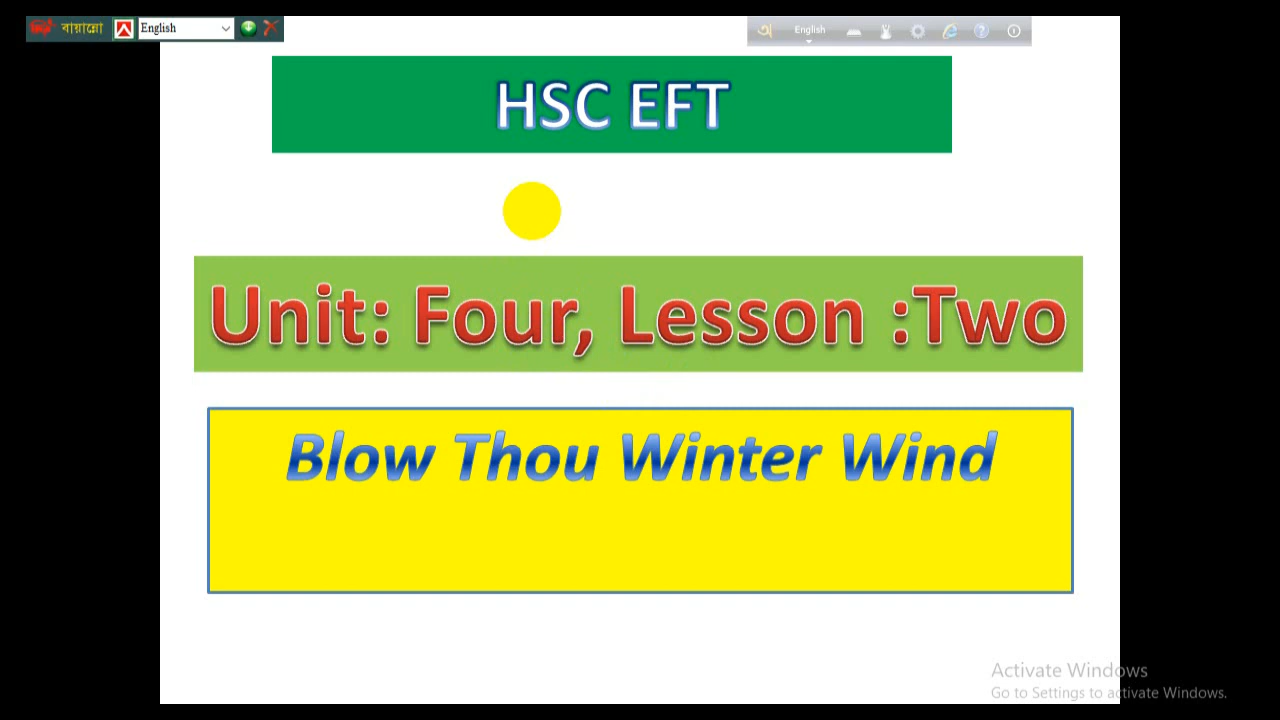 বায়ান্নো English
অ English
HSC EFT
Unit: Four, Lesson :Two
Blow Thou Winter Wind
Activate Windows
Go to Settings to activate Windows.